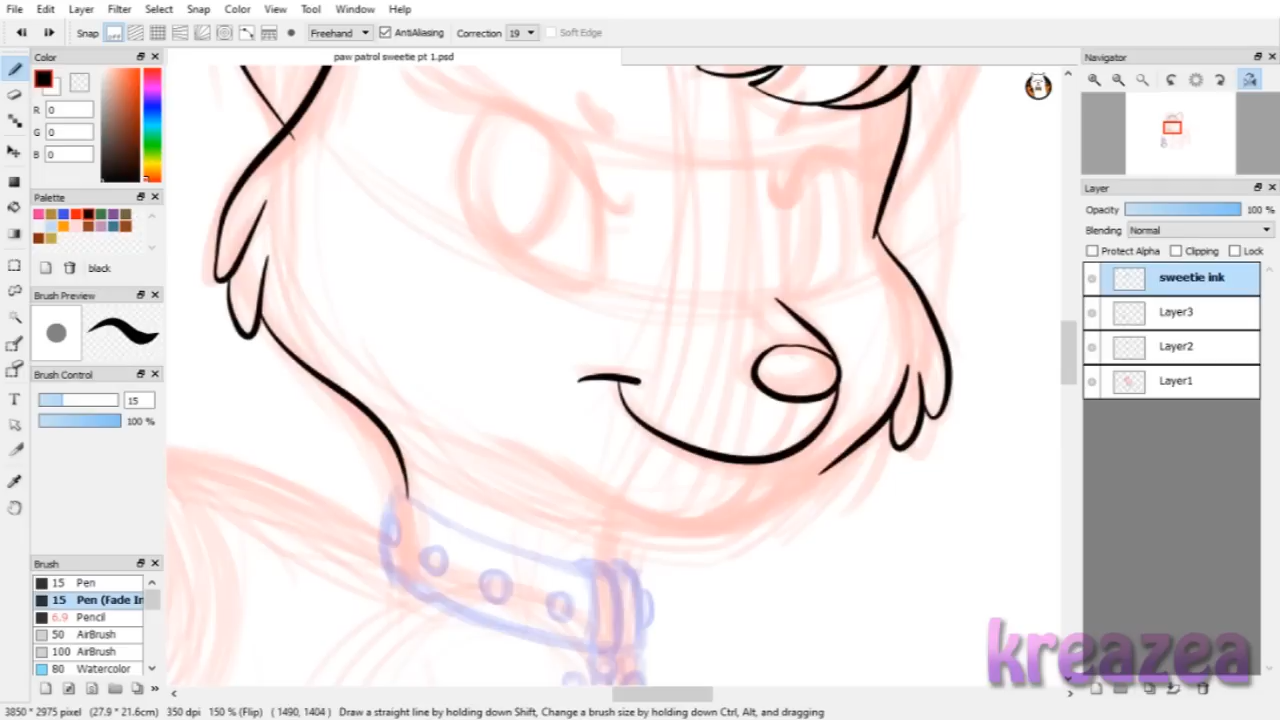 File Edit Layer Filter Select Snap Color View Tool Window Help
Snap OFF Freehand AntiAliasing Correction 19 Soft Edge
Color
paw patrol sweetie pt 1.psd
Navigator
R 0
G 0
B 0
Palette
black
Brush Preview
Brush Control
15
100 %
Brush
15 Pen
15 Pen (Fade In
6.9 Pencil
50 AirBrush
100 AirBrush
80 Watercolor
Layer
Opacity 100 %
Blending Normal
Protect Alpha Clipping Lock
sweetie ink
Layer3
Layer2
Layer1
kreazea
3850 * 2975 pixel (27.9 * 21.6cm) 350 dpi 150 % (Flip) ( 1490, 1404 ) Draw a straight line by holding down Shift, Change a brush size by holding down Ctrl, Alt, and dragging